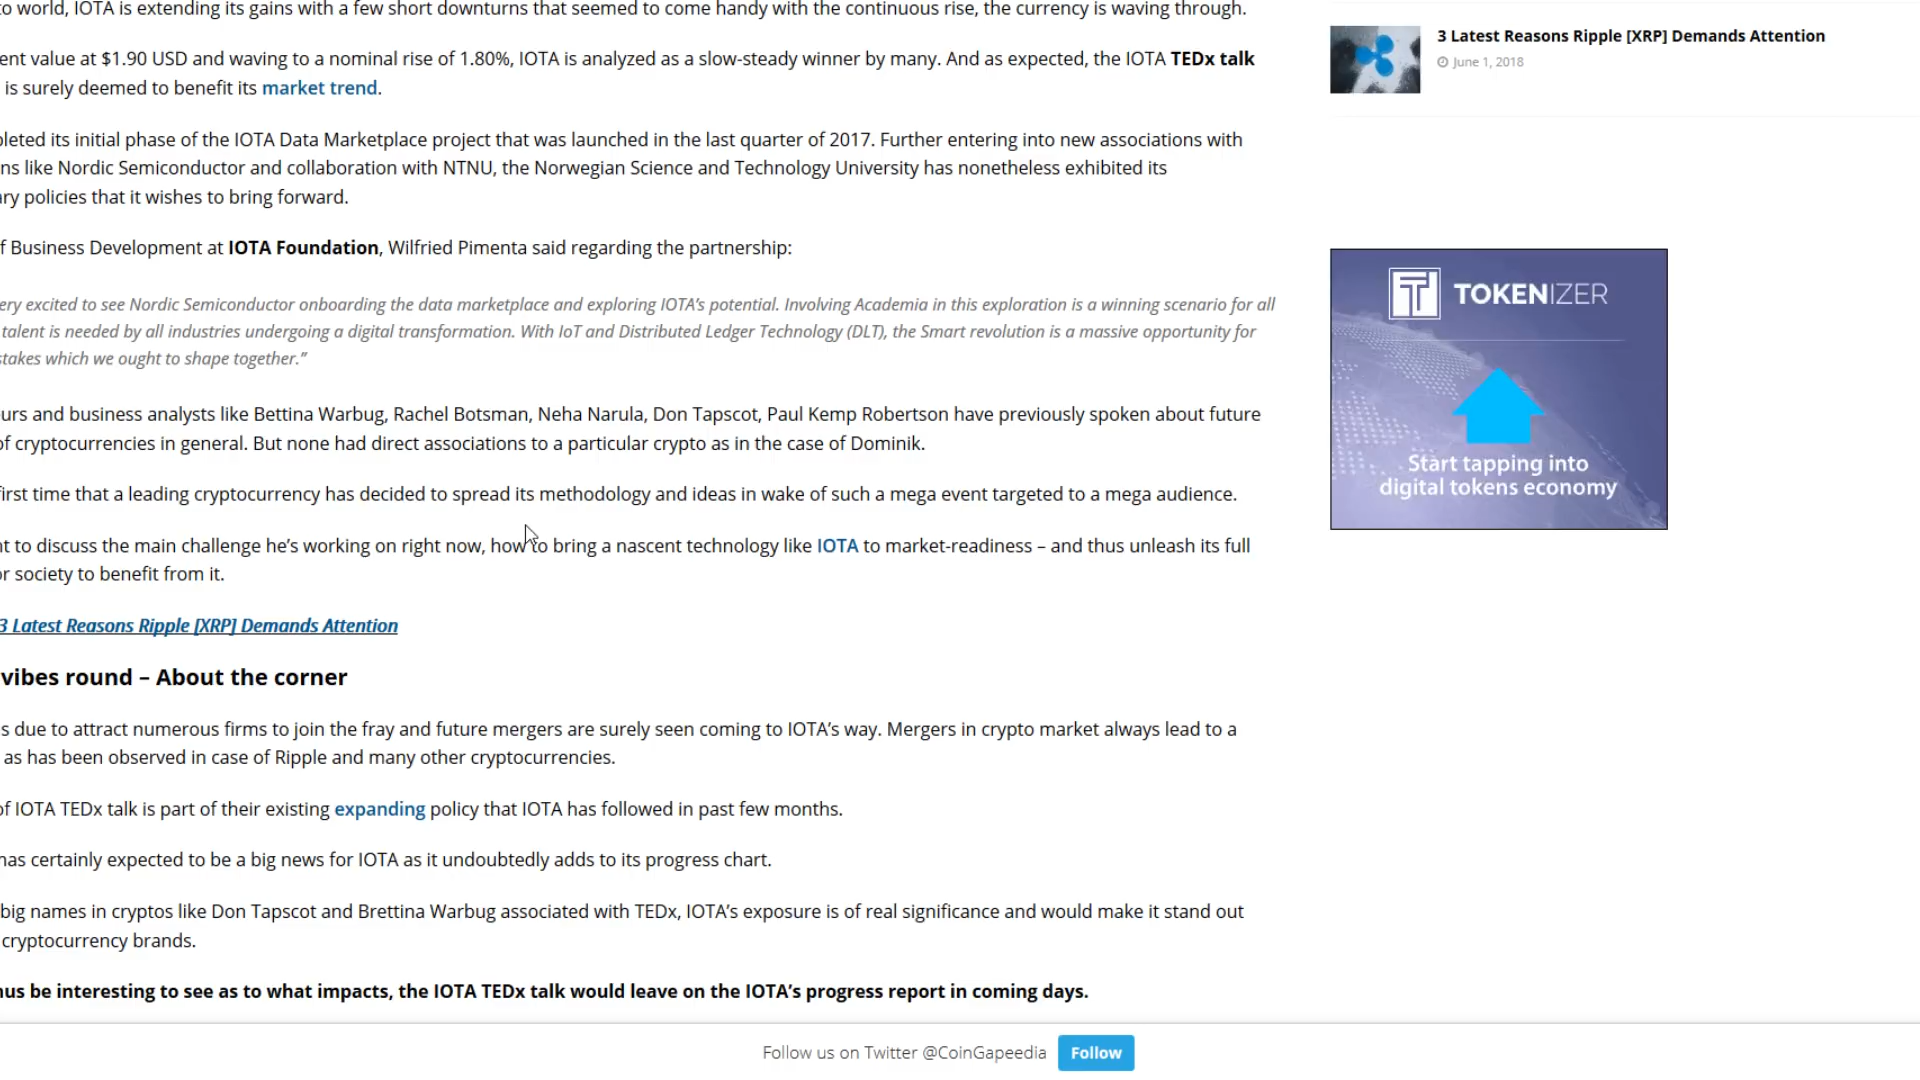 to world, IOTA is extending its gains with a few short downturns that seemed to come handy with the continuous rise, the currency is waving through.
ent value at $1.90 USD and waving to a nominal rise of 1.80%, IOTA is analyzed as a slow-steady winner by many. And as expected, the IOTA TEDx talk
is surely deemed to benefit its market trend.
pleted its initial phase of the IOTA Data Marketplace project that was launched in the last quarter of 2017. Further entering into new associations with
ns like Nordic Semiconductor and collaboration with NTNU, the Norwegian Science and Technology University has nonetheless exhibited its
ary policies that it wishes to bring forward.
f Business Development at IOTA Foundation, Wilfried Pimenta said regarding the partnership:
ery excited to see Nordic Semiconductor onboarding the data marketplace and exploring IOTA's potential. Involving Academia in this exploration is a winning scenario for all
talent is needed by all industries undergoing a digital transformation. With IoT and Distributed Ledger Technology (DLT), the Smart revolution is a massive opportunity for
stakes which we ought to shape together.”
urs and business analysts like Bettina Warbug, Rachel Botsman, Neha Narula, Don Tapscot, Paul Kemp Robertson have previously spoken about future
of cryptocurrencies in general. But none had direct associations to a particular crypto as in the case of Dominik.
first time that a leading cryptocurrency has decided to spread its methodology and ideas in wake of such a mega event targeted to a mega audience.
nt to discuss the main challenge he's working on right now, how to bring a nascent technology like IOTA to market-readiness – and thus unleash its full
or society to benefit from it.
3 Latest Reasons Ripple [XRP] Demands Attention
vibes round – About the corner
s due to attract numerous firms to join the fray and future mergers are surely seen coming to IOTA's way. Mergers in crypto market always lead to a
as has been observed in case of Ripple and many other cryptocurrencies.
of IOTA TEDx talk is part of their existing expanding policy that IOTA has followed in past few months.
has certainly expected to be a big news for IOTA as it undoubtedly adds to its progress chart.
big names in cryptos like Don Tapscot and Brettina Warbug associated with TEDx, IOTA's exposure is of real significance and would make it stand out
cryptocurrency brands.
hus be interesting to see as to what impacts, the IOTA TEDx talk would leave on the IOTA's progress report in coming days.
3 Latest Reasons Ripple [XRP] Demands Attention
June 1, 2018
TOKENIZER
Start tapping into
digital tokens economy
Follow us on Twitter @CoinGapeedia Follow